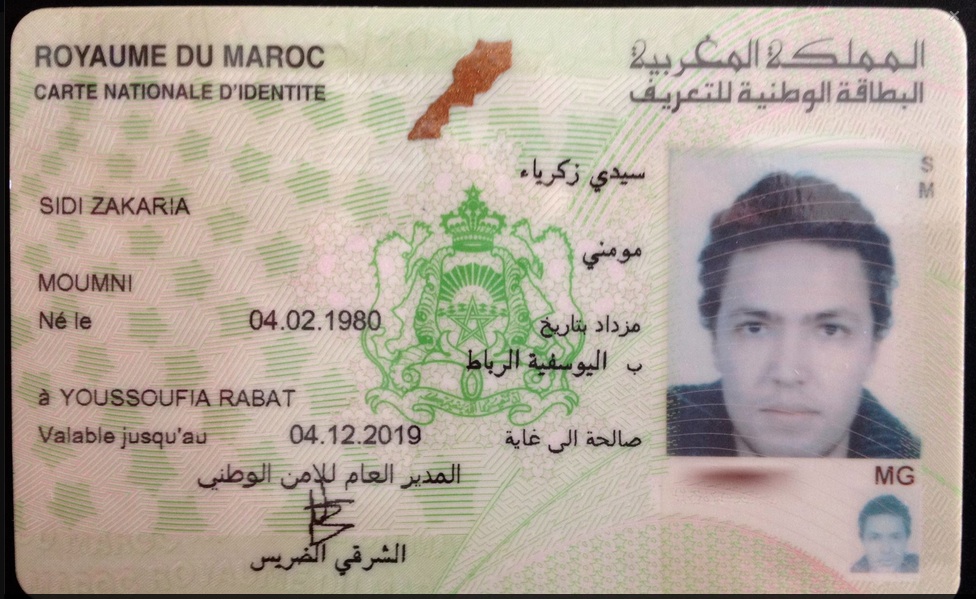 ROYAUME DU MAROC
المملكة المغربية
CARTE NATIONALE D'IDENTITE
البطاقة الوطنية للتعريف
سيدي زكرياء
SIDI ZAKARIA
مومني
MOUMNI
Né le 04.02.1980 مزداد بتاريخ
ب اليوسفية الرباط
à YOUSSOUFIA RABAT
Valable jusqu'au 04.12.2019 صالحة الى غاية
المدير العام للامن الوطني
الشرقي الضريس
S
M
MG